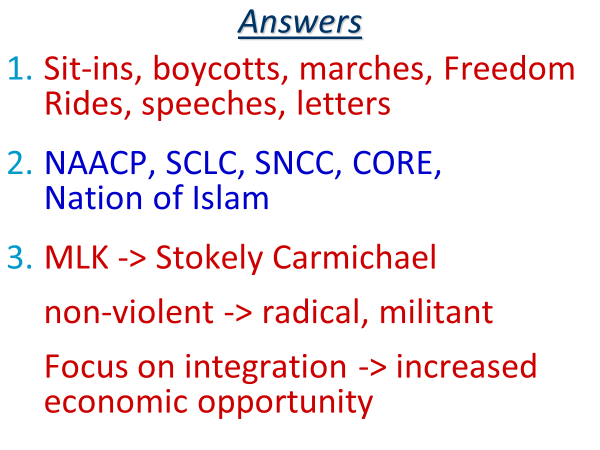 Answers
1. Sit-ins, boycotts, marches, Freedom
Rides, speeches, letters
2. NAACP, SCLC, SNCC, CORE,
Nation of Islam
3. MLK -> Stokely Carmichael
non-violent -> radical, militant
Focus on integration -> increased
economic opportunity